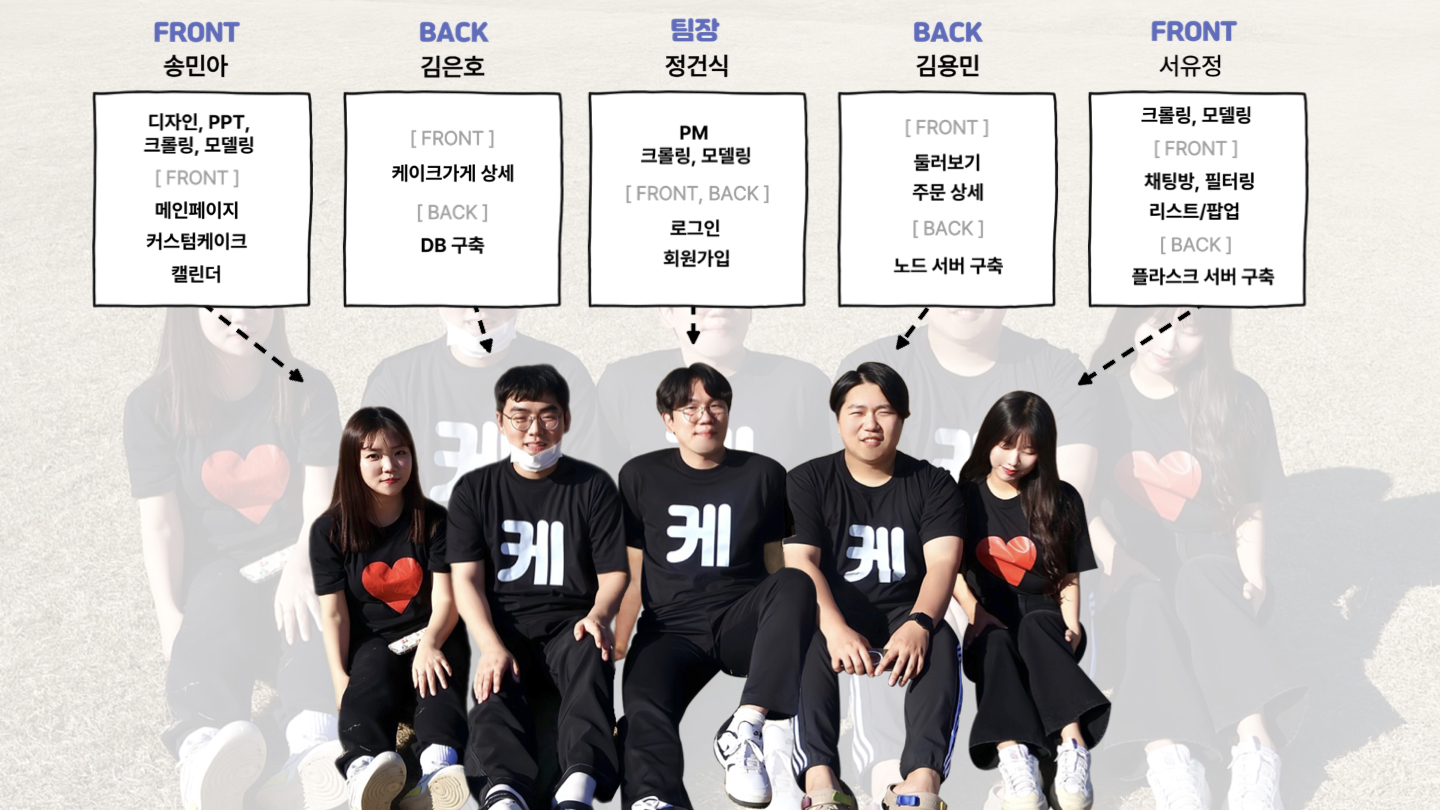 FRONT
송민아
디자인, PPT,
크롤링, 모델링
[ FRONT ]
메인페이지
커스텀케이크
캘린더
BACK
김은호
[ FRONT ]
케이크가게 상세
[ BACK ]
DB 구축
팀장
정건식
PM
크롤링, 모델링
[ FRONT, BACK ]
로그인
회원가입
BACK
김용민
[ FRONT ]
둘러보기
주문 상세
[ BACK ]
노드 서버 구축
FRONT
서유정
크롤링, 모델링
[ FRONT ]
채팅방, 필터링
리스트/팝업
[ BACK ]
플라스크 서버 구축
케
케
케